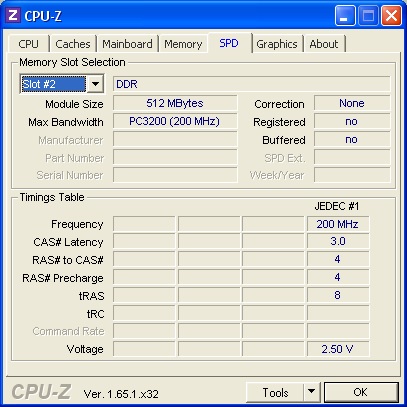 Z CPU-Z
CPU Caches Mainboard Memory SPD Graphics About
Memory Slot Selection
Slot #2 DDR
Module Size 512 MBytes Correction None
Max Bandwidth PC3200 (200 MHz) Registered no
Manufacturer Buffered no
Part Number SPD Ext.
Serial Number Week/Year
Timings Table
JEDEC #1
Frequency 200 MHz
CAS# Latency 3.0
RAS# to CAS# 4
RAS# Precharge 4
tRAS 8
tRC
Command Rate
Voltage 2.50 V
CPU-Z Ver. 1.65.1.x32 Tools OK